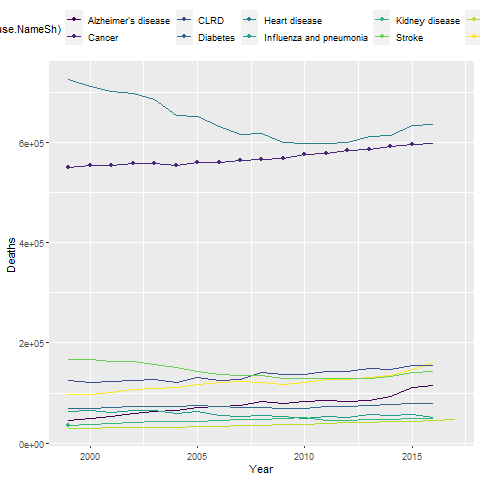 Alzheimer's disease CLRD Heart disease Kidney disease
use.NameSh)
Cancer Diabetes Influenza and pneumonia Stroke
6e+05
4e+05
2e+05
0e+00
Deaths
2000 2005 2010 2015
Year